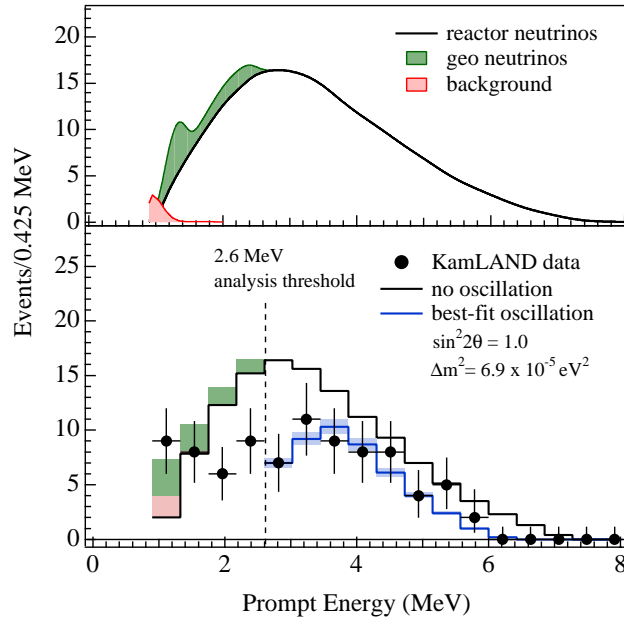 20
15
10
5
0
reactor neutrinos
geo neutrinos
background
Events/0.425 MeV
25
20
15
10
5
0
2.6 MeV
analysis threshold
KamLAND data
no oscillation
best-fit oscillation
sin²2θ = 1.0
Δm²= 6.9 x 10⁻⁵ eV²
0 2 4 6 8
Prompt Energy (MeV)